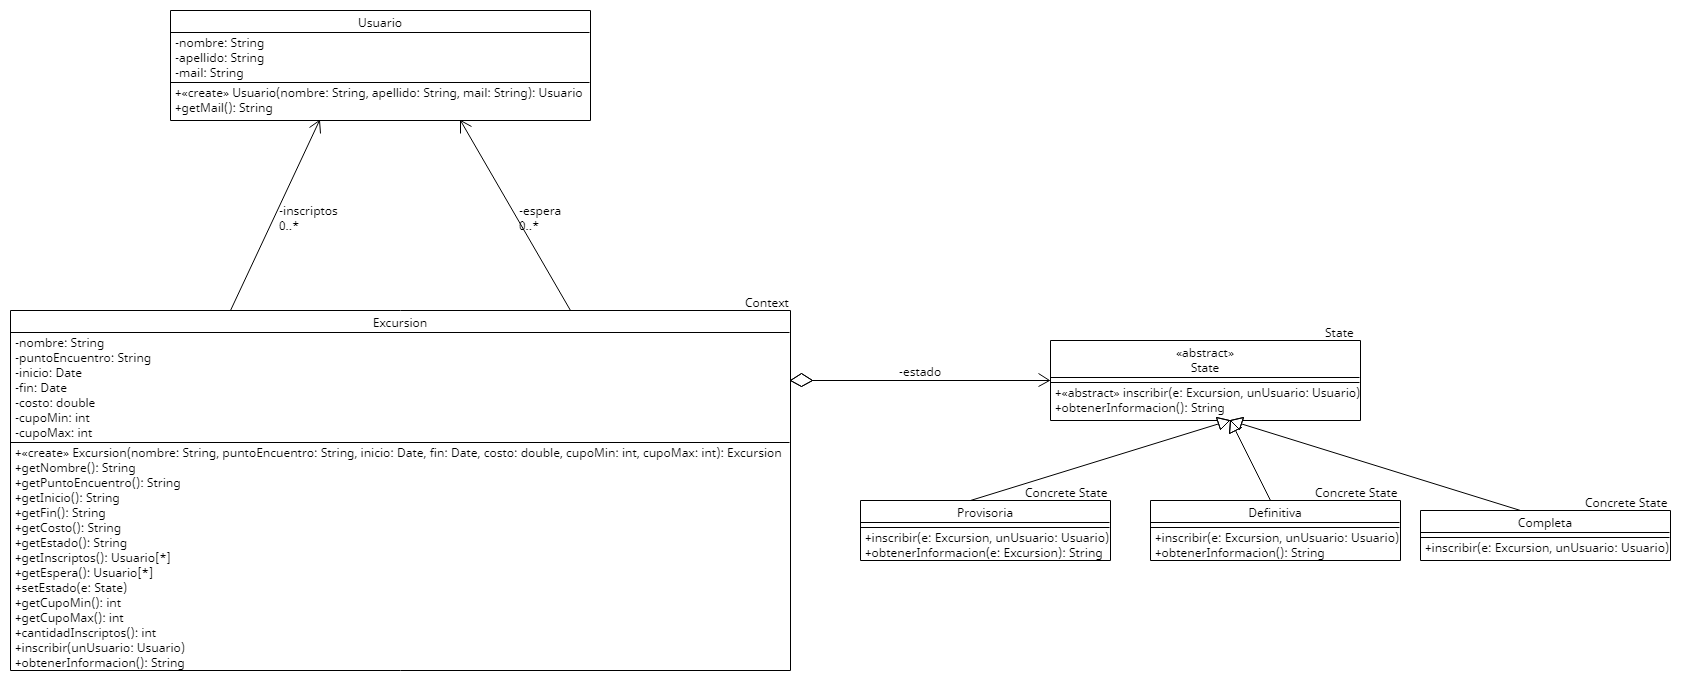 Usuario
-nombre: String
-apellido: String
-mail: String
+«create» Usuario(nombre: String, apellido: String, mail: String): Usuario
+getMail(): String
-inscriptos
0..*
-espera
0..*
Context
Excursion
-nombre: String
-puntoEncuentro: String
-inicio: Date
-fin: Date
-costo: double
-cupoMin: int
-cupoMax: int
+«create» Excursion(nombre: String, puntoEncuentro: String, inicio: Date, fin: Date, costo: double, cupoMin: int, cupoMax: int): Excursion
+getNombre(): String
+getPuntoEncuentro(): String
+getInicio(): String
+getFin(): String
+getCosto(): String
+getEstado(): String
+getInscriptos(): Usuario[*]
+getEspera(): Usuario[*]
+setEstado(e: State)
+getCupoMin(): int
+getCupoMax(): int
+cantidadInscriptos(): int
+inscribir(unUsuario: Usuario)
+obtenerInformacion(): String
-estado
State
«abstract»
State
+«abstract» inscribir(e: Excursion, unUsuario: Usuario)
+obtenerInformacion(): String
Concrete State
Provisoria
+inscribir(e: Excursion, unUsuario: Usuario)
+obtenerInformacion(e: Excursion): String
Concrete State
Definitiva
+inscribir(e: Excursion, unUsuario: Usuario)
+obtenerInformacion(): String
Concrete State
Completa
+inscribir(e: Excursion, unUsuario: Usuario)